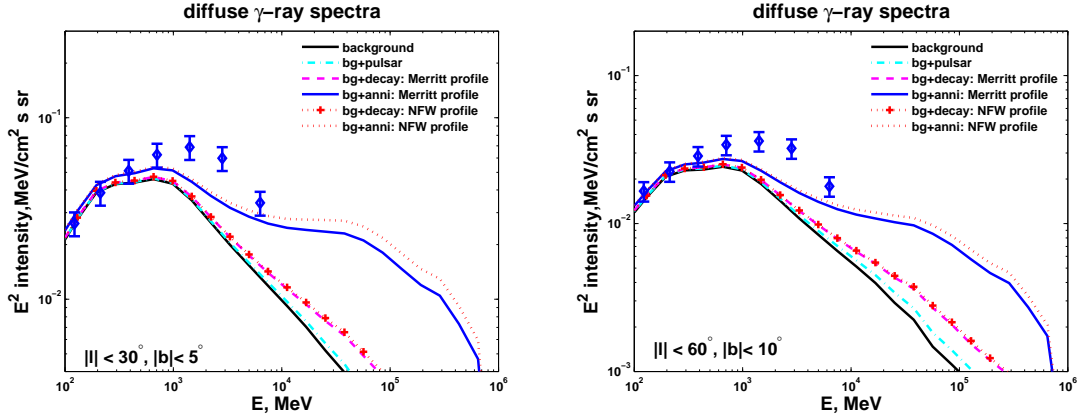 diffuse γ−ray spectra
E² intensity,MeV/cm² s sr
10⁻¹
10⁻²
background
bg+pulsar
bg+decay: Merritt profile
bg+anni: Merritt profile
bg+decay: NFW profile
bg+anni: NFW profile
|l| < 30°, |b|< 5°
10² 10³ 10⁴ 10⁵ 10⁶
E, MeV
diffuse γ−ray spectra
E² intensity,MeV/cm² s sr
10⁻¹
10⁻²
10⁻³
background
bg+pulsar
bg+decay: Merritt profile
bg+anni: Merritt profile
bg+decay: NFW profile
bg+anni: NFW profile
|l| < 60°, |b|< 10°
10² 10³ 10⁴ 10⁵ 10⁶
E, MeV